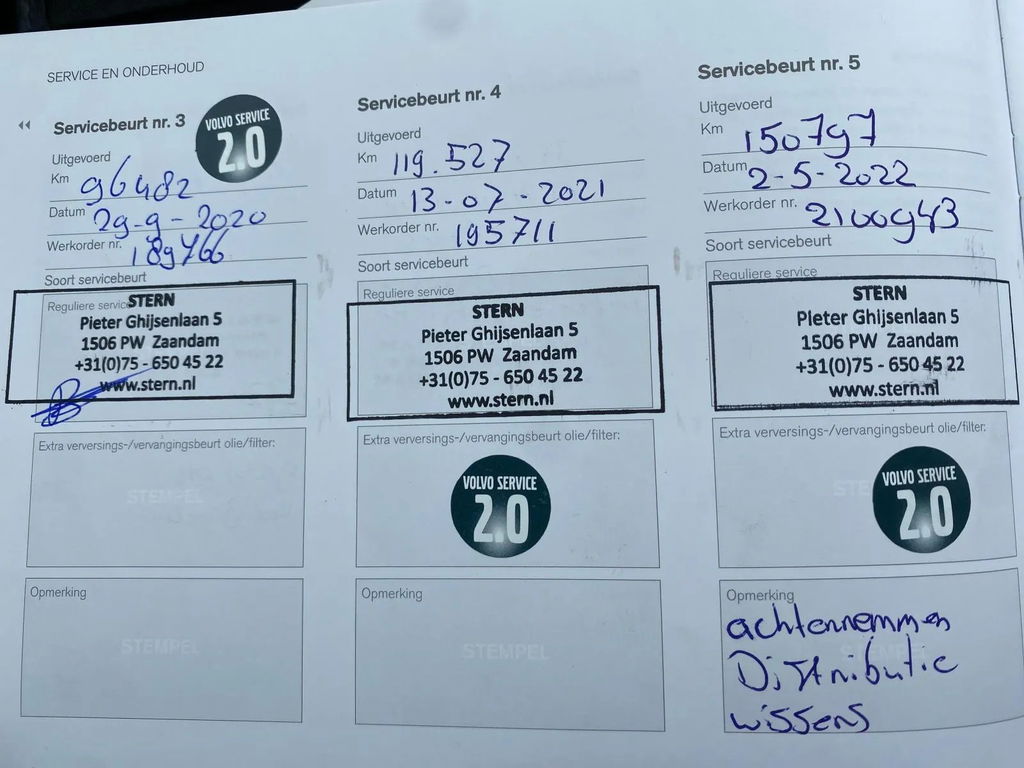 SERVICE EN ONDERHOUD
Servicebeurt nr. 3
VOLVO SERVICE
2.0
Uitgevoerd
Km 96482
Datum 29-9-2020
Werkorder nr. 189766
Soort servicebeurt
Reguliere service
STERN
Pieter Ghijsenlaan 5
1506 PW Zaandam
+31(0)75 - 650 45 22
www.stern.nl
Extra verversings-/vervangingsbeurt olie/filter:
STEMPEL
Opmerking
STEMPEL
Servicebeurt nr. 4
Uitgevoerd
Km 119.527
Datum 13-07-2021
Werkorder nr. 195711
Soort servicebeurt
Reguliere service
STERN
Pieter Ghijsenlaan 5
1506 PW Zaandam
+31(0)75 - 650 45 22
www.stern.nl
Extra verversings-/vervangingsbeurt olie/filter:
VOLVO SERVICE
2.0
Opmerking
STEMPEL
Servicebeurt nr. 5
Uitgevoerd
Km 150797
Datum 2-5-2022
Werkorder nr. 2100943
Soort servicebeurt
Reguliere service
STERN
Pieter Ghijsenlaan 5
1506 PW Zaandam
+31(0)75 - 650 45 22
www.stern.nl
Extra verversings-/vervangingsbeurt olie/filter:
VOLVO SERVICE
2.0
Opmerking
achtennemmen
Distributie
wissens